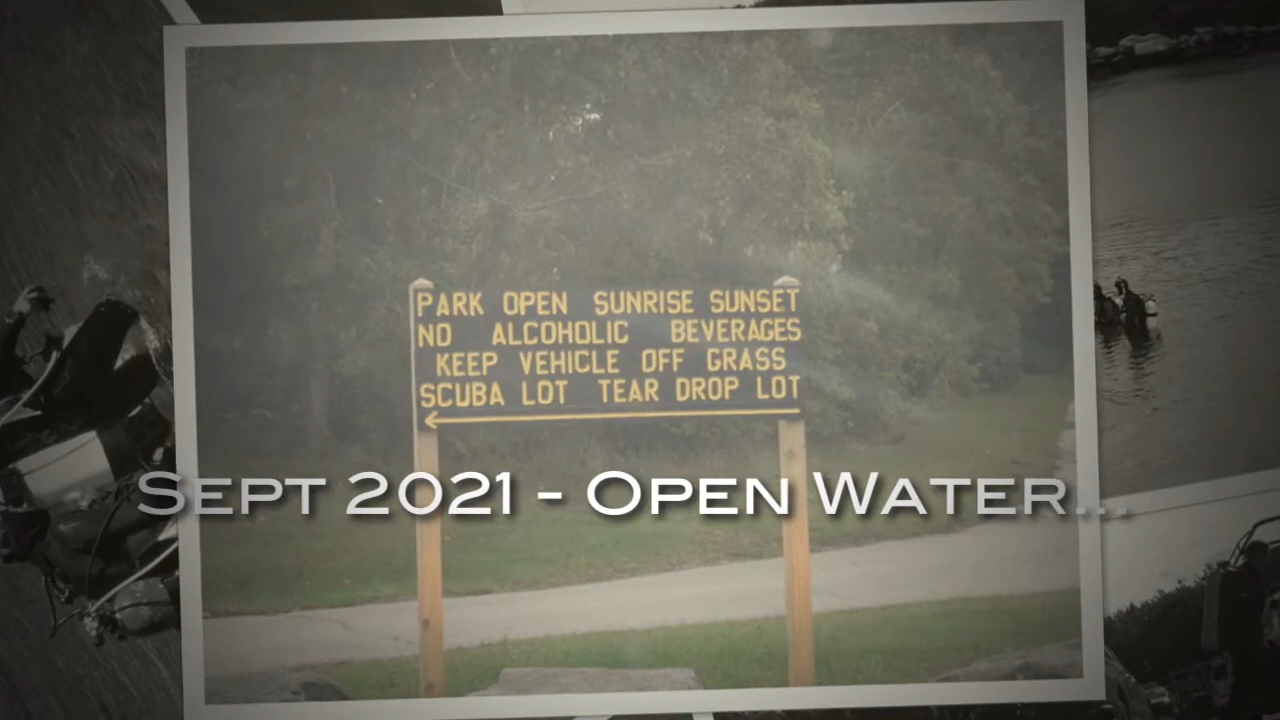 PARK OPEN SUNRISE SUNSET
NO ALCOHOLIC BEVERAGES
KEEP VEHICLE OFF GRASS
SCUBA LOT TEAR DROP LOT
Sept 2021 - Open Water...